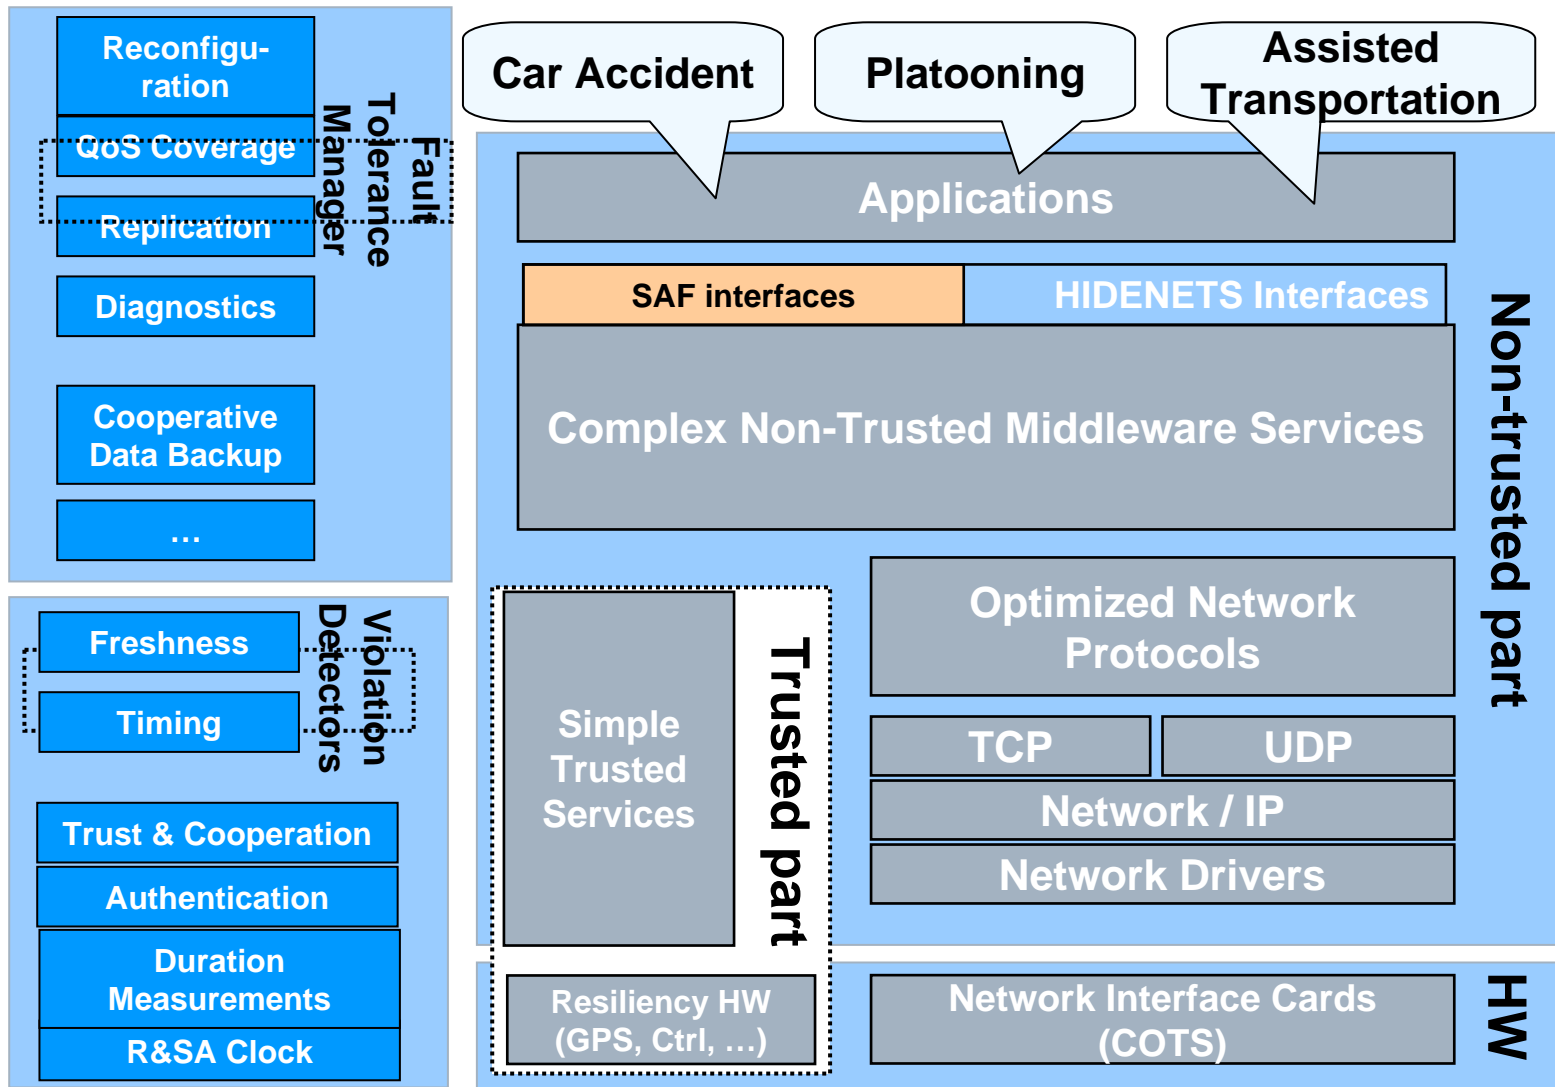 Reconfigu-
ration
QoS Coverage
Replication
Diagnostics
Cooperative
Data Backup
…
Fault
Tolerance
Manager
Freshness
Timing
Violation
Detectors
Trust & Cooperation
Authentication
Duration
Measurements
R&SA Clock
Car Accident
Platooning
Assisted
Transportation
Applications
SAF interfaces
HIDENETS Interfaces
Complex Non-Trusted Middleware Services
Non-trusted part
Simple
Trusted
Services
Trusted part
Optimized Network
Protocols
TCP
UDP
Network / IP
Network Drivers
Resiliency HW
(GPS, Ctrl, …)
Network Interface Cards
(COTS)
HW